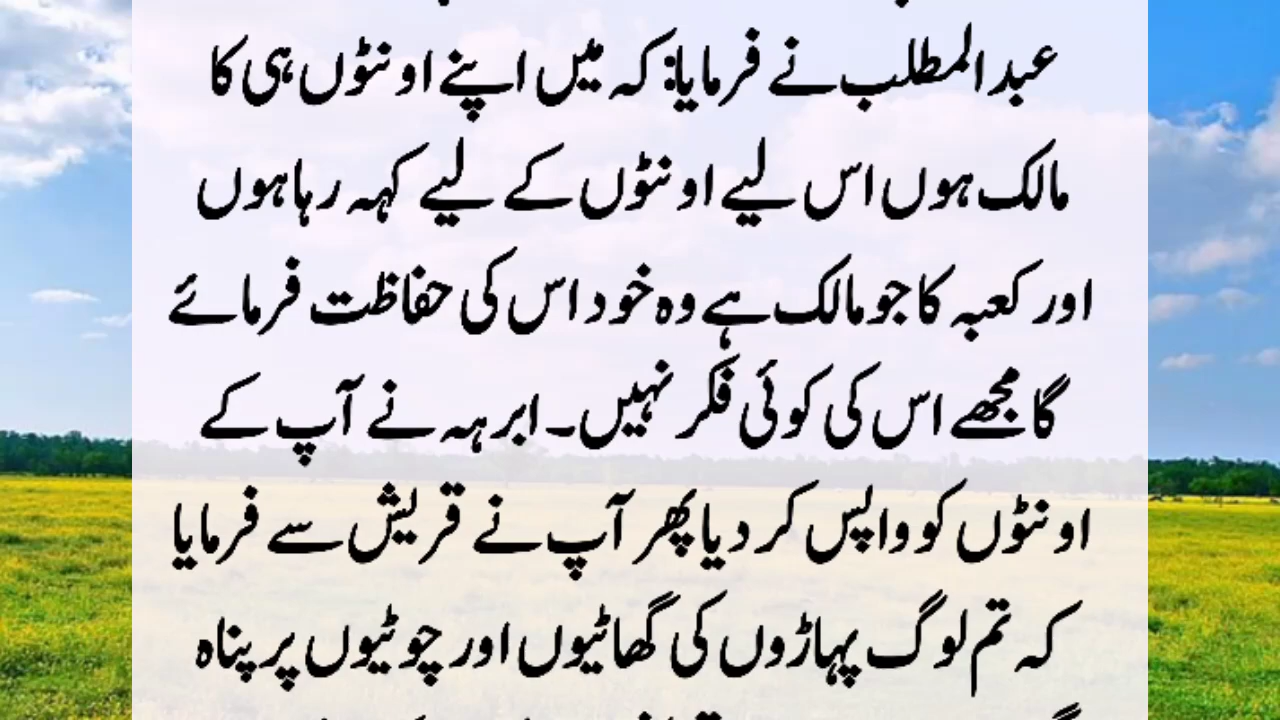 عبدالمطلب نے فرمایا: کہ میں اپنے اونٹوں ہی کا
مالک ہوں اس لیے اونٹوں کے لیے کہہ رہا ہوں
اور کعبہ کا جو مالک ہے وہ خود اس کی حفاظت فرمائے
گا مجھے اس کی کوئی فکر نہیں۔ ابرہہ نے آپ کے
اونٹوں کو واپس کر دیا پھر آپ نے قریش سے فرمایا
کہ تم لوگ پہاڑوں کی گھاٹیوں اور چوٹیوں پر پناہ